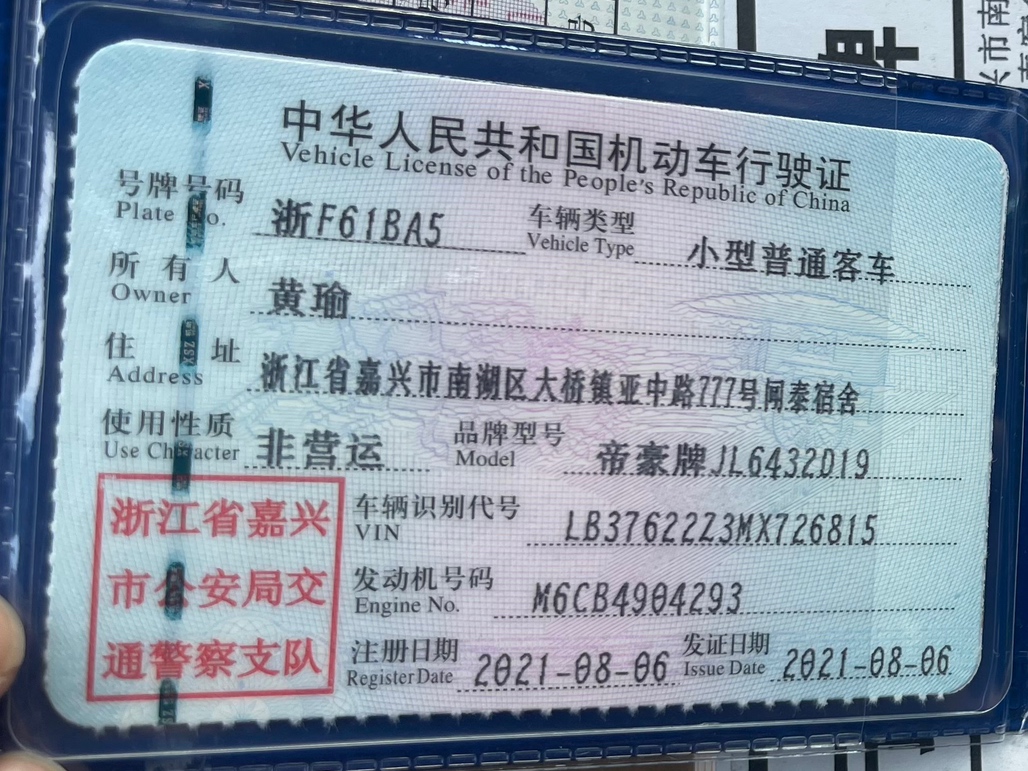 中华人民共和国机动车行驶证
Vehicle License of the People's Republic of China
号牌号码 浙F61BA5 车辆类型 小型普通客车
Plate No. Vehicle Type
所有人 黄瑜
Owner
住址 浙江省嘉兴市南湖区大桥镇亚中路777号闻泰宿舍
Address
使用性质 非营运 品牌型号 帝豪牌JL6432D19
Use Character Model
浙江省嘉兴
市公安局交
通警察支队
车辆识别代号 LB37622Z3MX726815
VIN
发动机号码 M6CB4904293
Engine No.
注册日期 2021-08-06 发证日期 2021-08-06
Register Date Issue Date